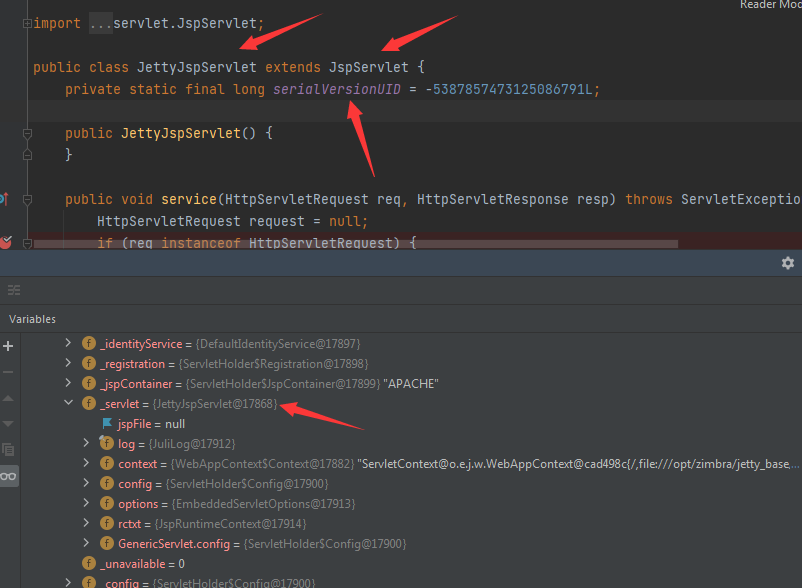 Reader Mod
import ...servlet.JspServlet;
public class JettyJspServlet extends JspServlet {
private static final long serialVersionUID = -5387857473125086791L;
public JettyJspServlet() {
}
public void service(HttpServletRequest req, HttpServletResponse resp) throws ServletExceptio
HttpServletRequest request = null;
if (req instanceof HttpServletRequest) {
Variables
_identityService = {DefaultIdentityService@17897}
_registration = {ServletHolder$Registration@17898}
_jspContainer = {ServletHolder$JspContainer@17899} "APACHE"
_servlet = {JettyJspServlet@17868}
jspFile = null
log = {JuliLog@17912}
context = {WebAppContext$Context@17882} "ServletContext@o.e.j.w.WebAppContext@cad498c{/,file:///opt/zimbra/jetty_base,...
config = {ServletHolder$Config@17900}
options = {EmbeddedServletOptions@17913}
rctxt = {JspRuntimeContext@17914}
GenericServlet.config = {ServletHolder$Config@17900}
_unavailable = 0
_config = {ServletHolder$Config@17900}